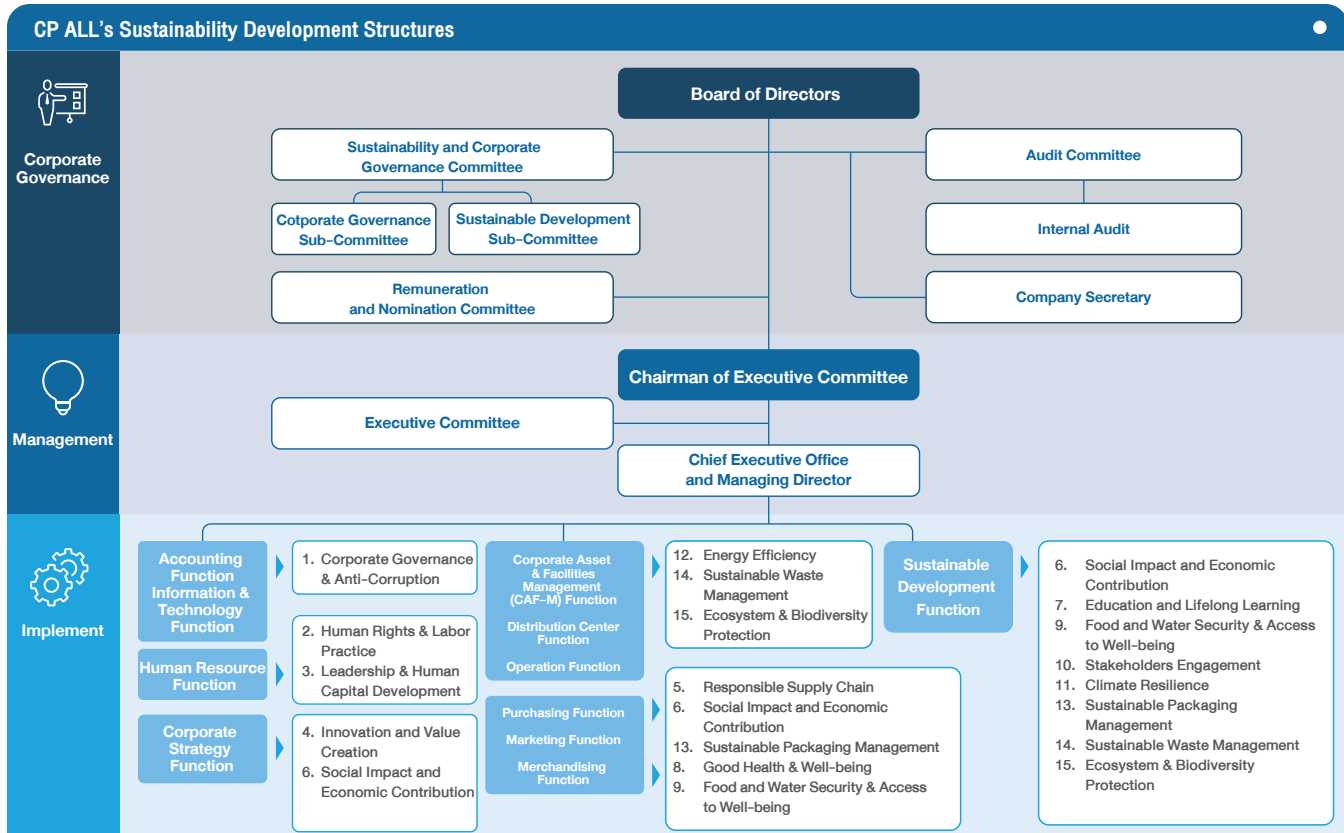 CP ALL's Sustainability Development Structures
Corporate
Governance
Board of Directors
Sustainability and Corporate
Governance Committee
Audit Committee
Cotporate Governance
Sub-Committee
Sustainable Development
Sub-Committee
Internal Audit
Remuneration
and Nomination Committee
Company Secretary
Management
Chairman of Executive Committee
Executive Committee
Chief Executive Office
and Managing Director
Implement
Accounting
Function
Information &
Technology
Function
1. Corporate Governance
& Anti-Corruption
Human Resource
Function
2. Human Rights & Labor
Practice
3. Leadership & Human
Capital Development
Corporate
Strategy
Function
4. Innovation and Value
Creation
6. Social Impact and
Economic Contribution
Corporate Asset
& Facilities
Management
(CAF-M) Function
Distribution Center
Function
Operation Function
12. Energy Efficiency
14. Sustainable Waste
Management
15. Ecosystem & Biodiversity
Protection
Purchasing Function
Marketing Function
Merchandising
Function
5. Responsible Supply Chain
6. Social Impact and Economic
Contribution
13. Sustainable Packaging Management
8. Good Health & Well-being
9. Food and Water Security & Access
to Well-being
Sustainable
Development
Function
6. Social Impact and Economic
Contribution
7. Education and Lifelong Learning
9. Food and Water Security & Access
to Well-being
10. Stakeholders Engagement
11. Climate Resilience
13. Sustainable Packaging
Management
14. Sustainable Waste Management
15. Ecosystem & Biodiversity
Protection